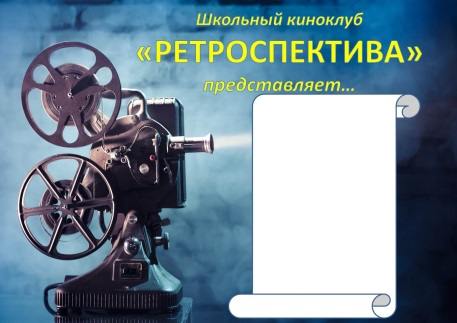 Школьный киноклуб
«РЕТРОСПЕКТИВА»
представляет...